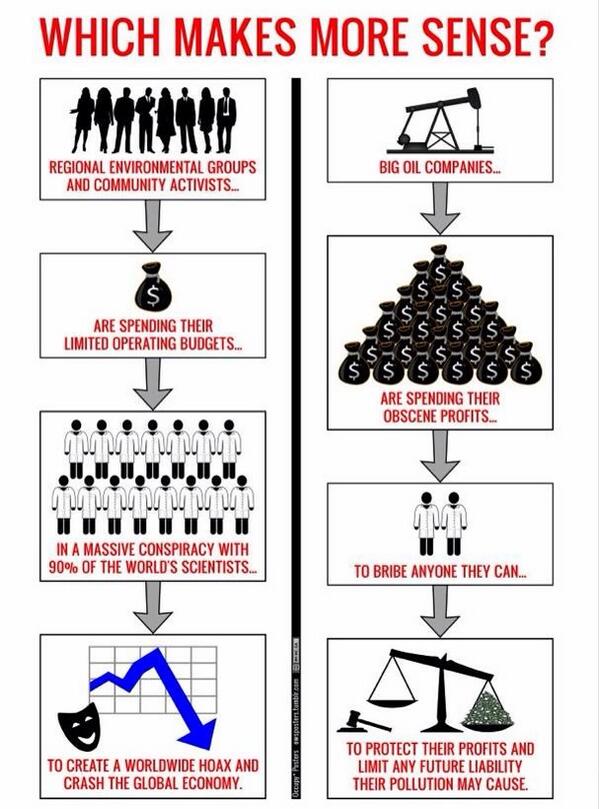 WHICH MAKES MORE SENSE?
REGIONAL ENVIRONMENTAL GROUPS
AND COMMUNITY ACTIVISTS...
$
ARE SPENDING THEIR
LIMITED OPERATING BUDGETS...
IN A MASSIVE CONSPIRACY WITH
90% OF THE WORLD'S SCIENTISTS...
TO CREATE A WORLDWIDE HOAX AND
CRASH THE GLOBAL ECONOMY.
BIG OIL COMPANIES...
$
$ $
$ $ $
$ $ $ $
$ $ $ $ $
ARE SPENDING THEIR
OBSCENE PROFITS...
TO BRIBE ANYONE THEY CAN...
TO PROTECT THEIR PROFITS AND
LIMIT ANY FUTURE LIABILITY
THEIR POLLUTION MAY CAUSE.
Occupy* Posters owsposters.tumblr.com